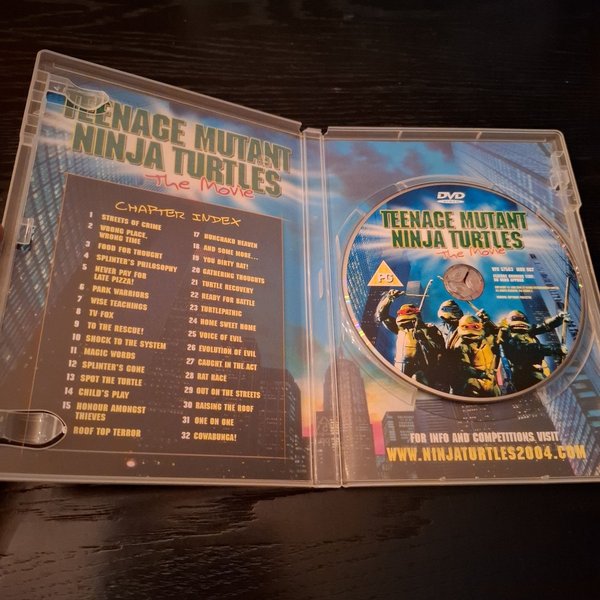 TEENAGE MUTANT
NINJA TURTLES
The Movie
CHAPTER INDEX
1 STREETS OF CRIME
2 WRONG PLACE,
WRONG TIME
3 FOOD FOR THOUGHT
4 SPLINTER'S PHILOSOPHY
5 NEVER PAY FOR
LATE PIZZA!
6 PARK WARRIORS
7 WISE TEACHINGS
8 TV FOX
9 TO THE RESCUE!
10 SHOCK TO THE SYSTEM
11 MAGIC WORDS
12 SPLINTER'S GONE
13 SPOT THE TURTLE
14 CHILD'S PLAY
15 HONOUR AMONGST
THIEVES
ROOF TOP TERROR
17 NUNCHAKU HEAVEN
18 AND SOME MORE...
19 YOU DIRTY RAT!
20 GATHERING THOUGHTS
21 TURTLE RECOVERY
22 READY FOR BATTLE
23 TURTLEPATHIC
24 HOME SWEET HOME
25 VOICE OF EVIL
26 EVOLUTION OF EVIL
27 CAUGHT IN THE ACT
28 RAT RACE
29 OUT ON THE STREETS
30 RAISING THE ROOF
31 ONE ON ONE
32 COWABUNGA!
DVD
TEENAGE MUTANT
NINJA TURTLES
The Movie
PG
FOR INFO AND COMPETITIONS VISIT
WWW.NINJATURTLES2004.COM